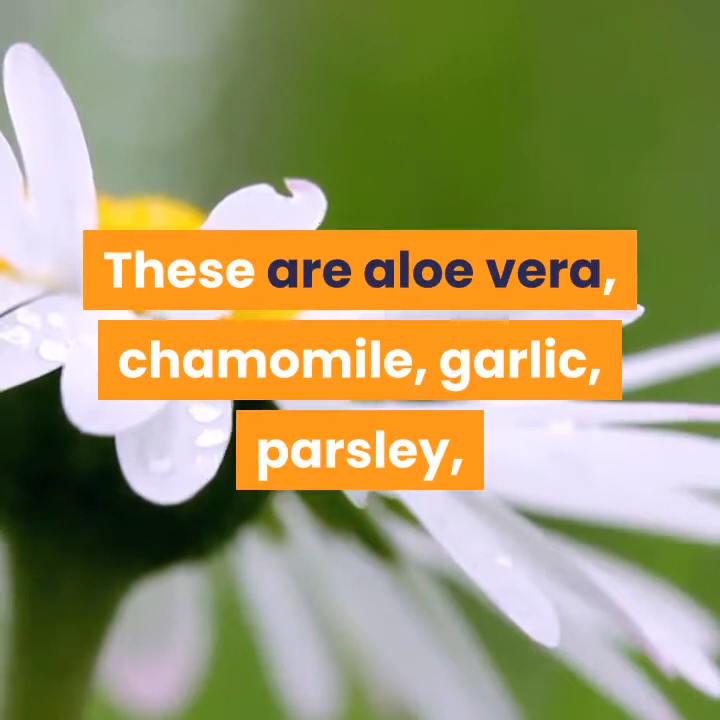 These are aloe vera,
chamomile, garlic,
parsley,